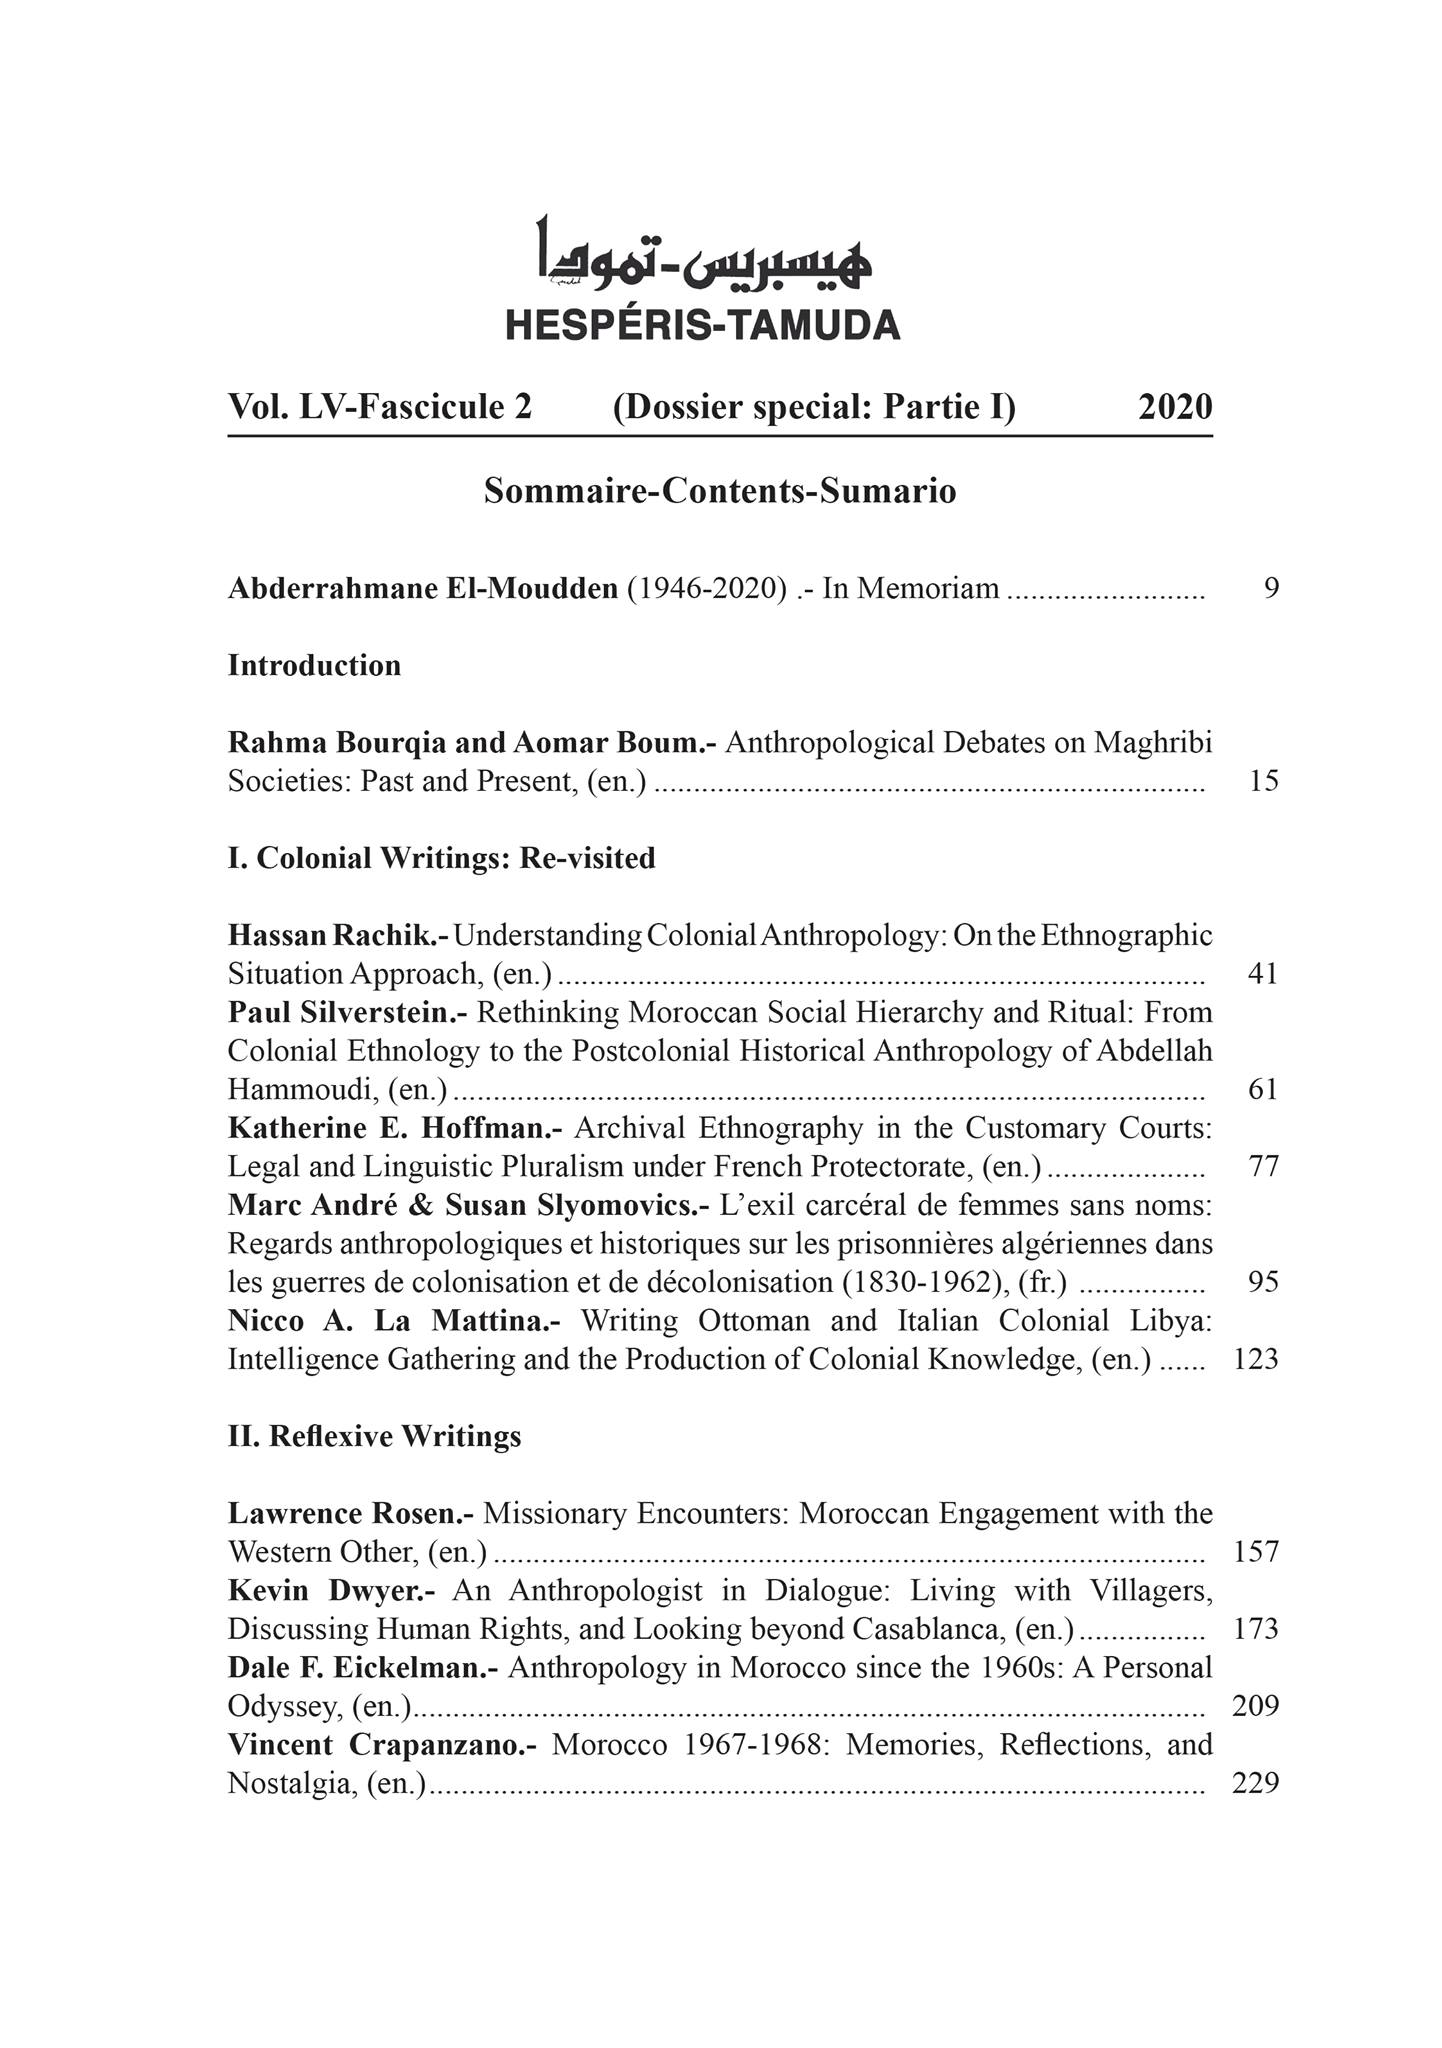 هيسبريس-تمودا
HESPÉRIS-TAMUDA
Vol. LV-Fascicule 2 (Dossier special: Partie I) 2020
Sommaire-Contents-Sumario
Abderrahmane El-Moudden (1946-2020) .- In Memoriam ......................... 9
Introduction
Rahma Bourqia and Aomar Boum.- Anthropological Debates on Maghribi
Societies: Past and Present, (en.) ..................................................................... 15
I. Colonial Writings: Re-visited
Hassan Rachik.- Understanding Colonial Anthropology: On the Ethnographic
Situation Approach, (en.) ................................................................................. 41
Paul Silverstein.- Rethinking Moroccan Social Hierarchy and Ritual: From
Colonial Ethnology to the Postcolonial Historical Anthropology of Abdellah
Hammoudi, (en.) .............................................................................................. 61
Katherine E. Hoffman.- Archival Ethnography in the Customary Courts:
Legal and Linguistic Pluralism under French Protectorate, (en.) .................... 77
Marc André & Susan Slyomovics.- L’exil carcéral de femmes sans noms:
Regards anthropologiques et historiques sur les prisonnières algériennes dans
les guerres de colonisation et de décolonisation (1830-1962), (fr.) ................ 95
Nicco A. La Mattina.- Writing Ottoman and Italian Colonial Libya:
Intelligence Gathering and the Production of Colonial Knowledge, (en.) ...... 123
II. Reflexive Writings
Lawrence Rosen.- Missionary Encounters: Moroccan Engagement with the
Western Other, (en.) ......................................................................................... 157
Kevin Dwyer.- An Anthropologist in Dialogue: Living with Villagers,
Discussing Human Rights, and Looking beyond Casablanca, (en.) ................ 173
Dale F. Eickelman.- Anthropology in Morocco since the 1960s: A Personal
Odyssey, (en.)................................................................................................... 209
Vincent Crapanzano.- Morocco 1967-1968: Memories, Reflections, and
Nostalgia, (en.)................................................................................................. 229